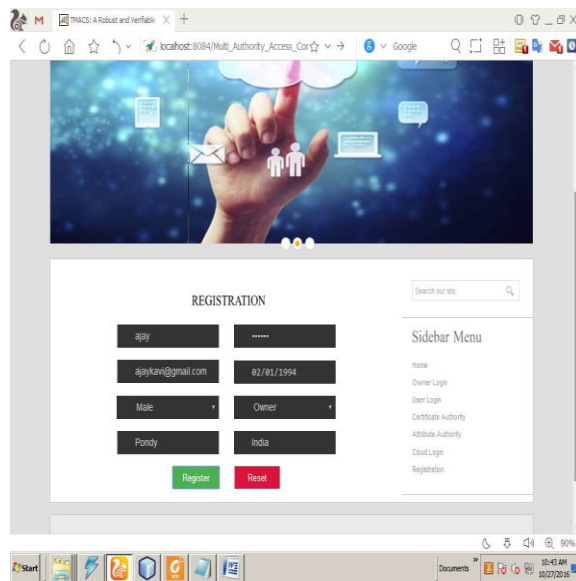 TMACS: A Robust and Verifiable
localhost:8084/Multi_Authority_Access_Cor
Google
REGISTRATION
ajay ••••••
ajaykavi@gmail.com 02/01/1994
Male Owner
Pondy India
Register Reset
Search our site:
Sidebar Menu
Home
Owner Login
User Login
Certificate Authority
Attribute Authority
Cloud Login
Registration
90%
Start
Documents
10:43 AM
10/27/2016